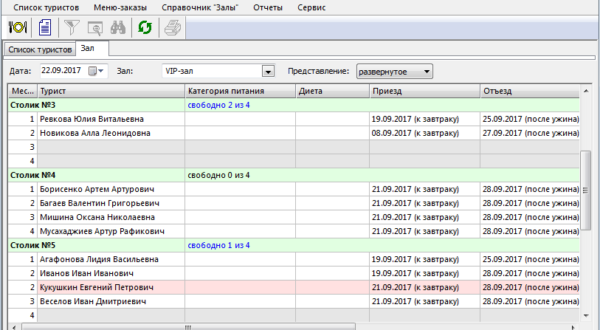 Список туристов Меню-заказы Справочник "Залы" Отчеты Сервис
Список туристов Зал
Дата: 22.09.2017 Зал: VIP-зал Представление: развернутое
Мес... Турист Категория питания Диета Приезд Отъезд
Столик №3 свободно 2 из 4
1 Ревкова Юлия Витальевна 19.09.2017 (к завтраку) 25.09.2017 (после ужина)
2 Новикова Алла Леонидовна 08.09.2017 (к завтраку) 27.09.2017 (после ужина)
3
4
Столик №4 свободно 0 из 4
1 Борисенко Артем Артурович 21.09.2017 (к завтраку) 28.09.2017 (после ужина)
2 Багаев Валентин Григорьевич 21.09.2017 (к завтраку) 28.09.2017 (после ужина)
3 Мишина Оксана Николаевна 21.09.2017 (к завтраку) 28.09.2017 (после ужина)
4 Мусахаджиев Артур Рафикович 21.09.2017 (к завтраку) 28.09.2017 (после ужина)
Столик №5 свободно 1 из 4
1 Агафонова Лидия Васильевна 19.09.2017 (к завтраку) 25.09.2017 (после ужина)
2 Иванов Иван Иванович 19.09.2017 (к завтраку) 28.09.2017 (после ужина)
2 Кукушкин Евгений Петрович 21.09.2017 (к завтраку) 28.09.2017 (после ужина)
3 Веселов Иван Дмитриевич 21.09.2017 (к завтраку) 28.09.2017 (после ужина)
4